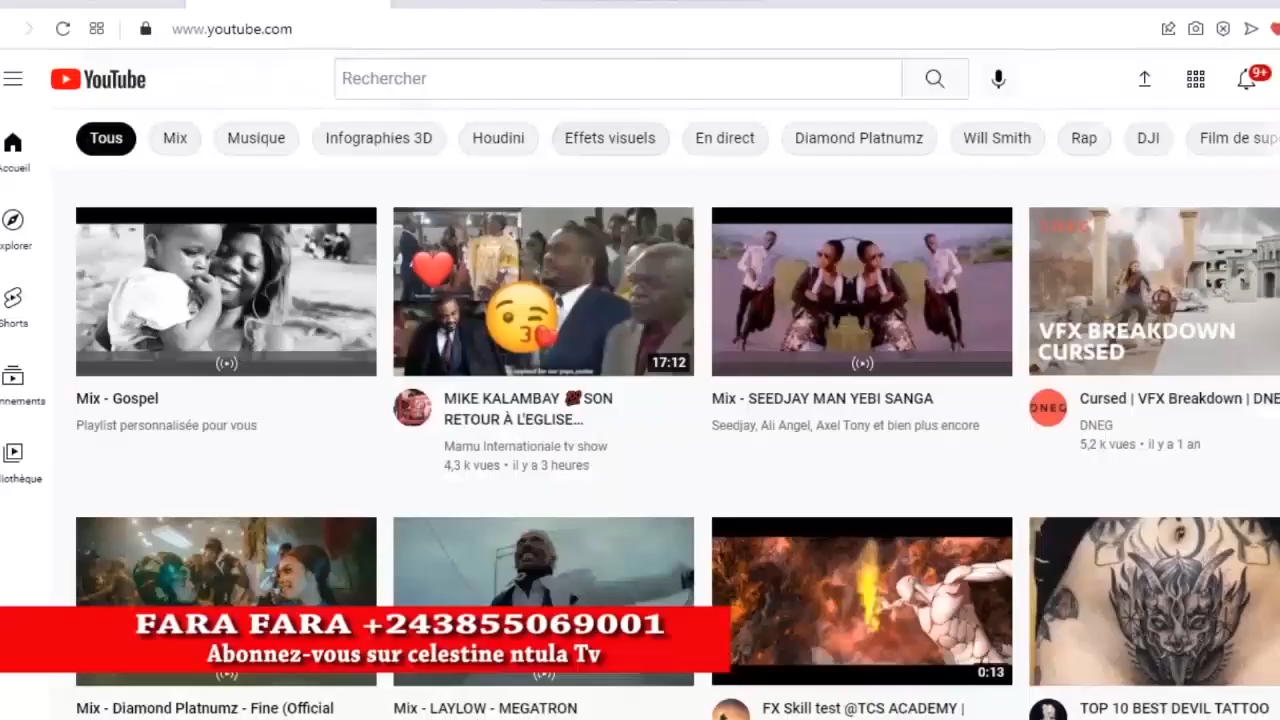 www.youtube.com
YouTube
Rechercher
9+
Tous
Mix
Musique
Infographies 3D
Houdini
Effets visuels
En direct
Diamond Platnumz
Will Smith
Rap
DJI
Film de sup
Accueil
xplorer
Shorts
nnements
liothèque
17:12
DNEG
VFX BREAKDOWN
CURSED
Mix - Gospel
Playlist personnalisée pour vous
MIKE KALAMBAY 💯SON
RETOUR À L'EGLISE...
Mamu Internationale tv show
4,3 k vues • il y a 3 heures
Mix - SEEDJAY MAN YEBI SANGA
Seedjay, Ali Angel, Axel Tony et bien plus encore
DNEG
Cursed | VFX Breakdown | DNE
DNEG
5,2 k vues • il y a 1 an
FARA FARA +243855069001
Abonnez-vous sur celestine ntula Tv
0:13
Mix - Diamond Platnumz - Fine (Official
Mix - LAYLOW - MEGATRON
FX Skill test @TCS ACADEMY |
TOP 10 BEST DEVIL TATTOO